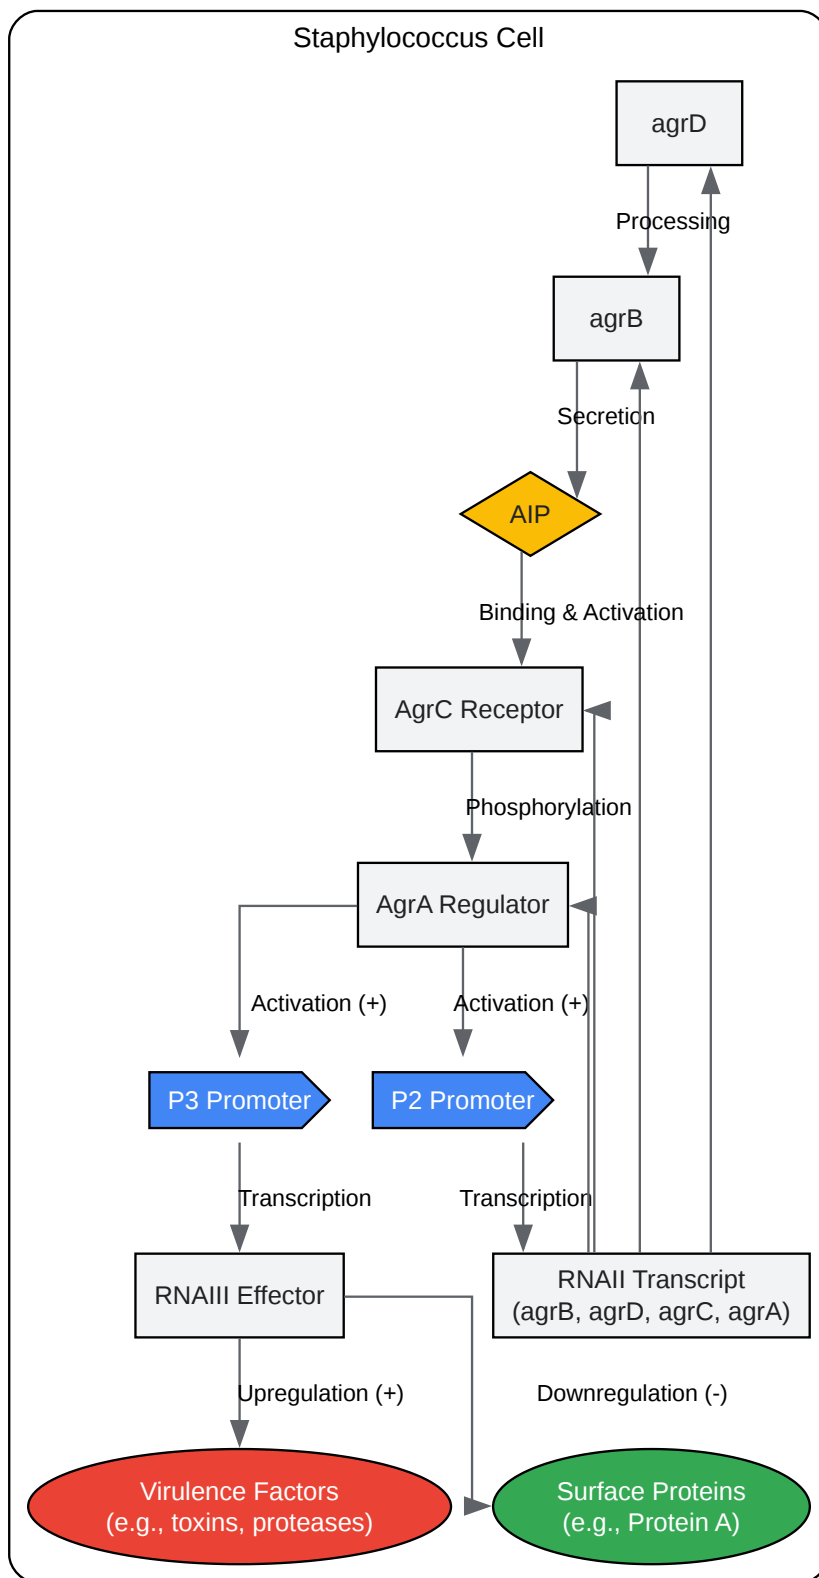 Staphylococcus Cell
agrD
Processing
agrB
Secretion
AIP
Binding & Activation
AgrC Receptor
Phosphorylation
AgrA Regulator
Activation (+)
Activation (+)
P3 Promoter
P2 Promoter
Transcription
Transcription
RNAIII Effector
RNAII Transcript
(agrB, agrD, agrC, agrA)
Upregulation (+)
Downregulation (-)
Virulence Factors
(e.g., toxins, proteases)
Surface Proteins
(e.g., Protein A)